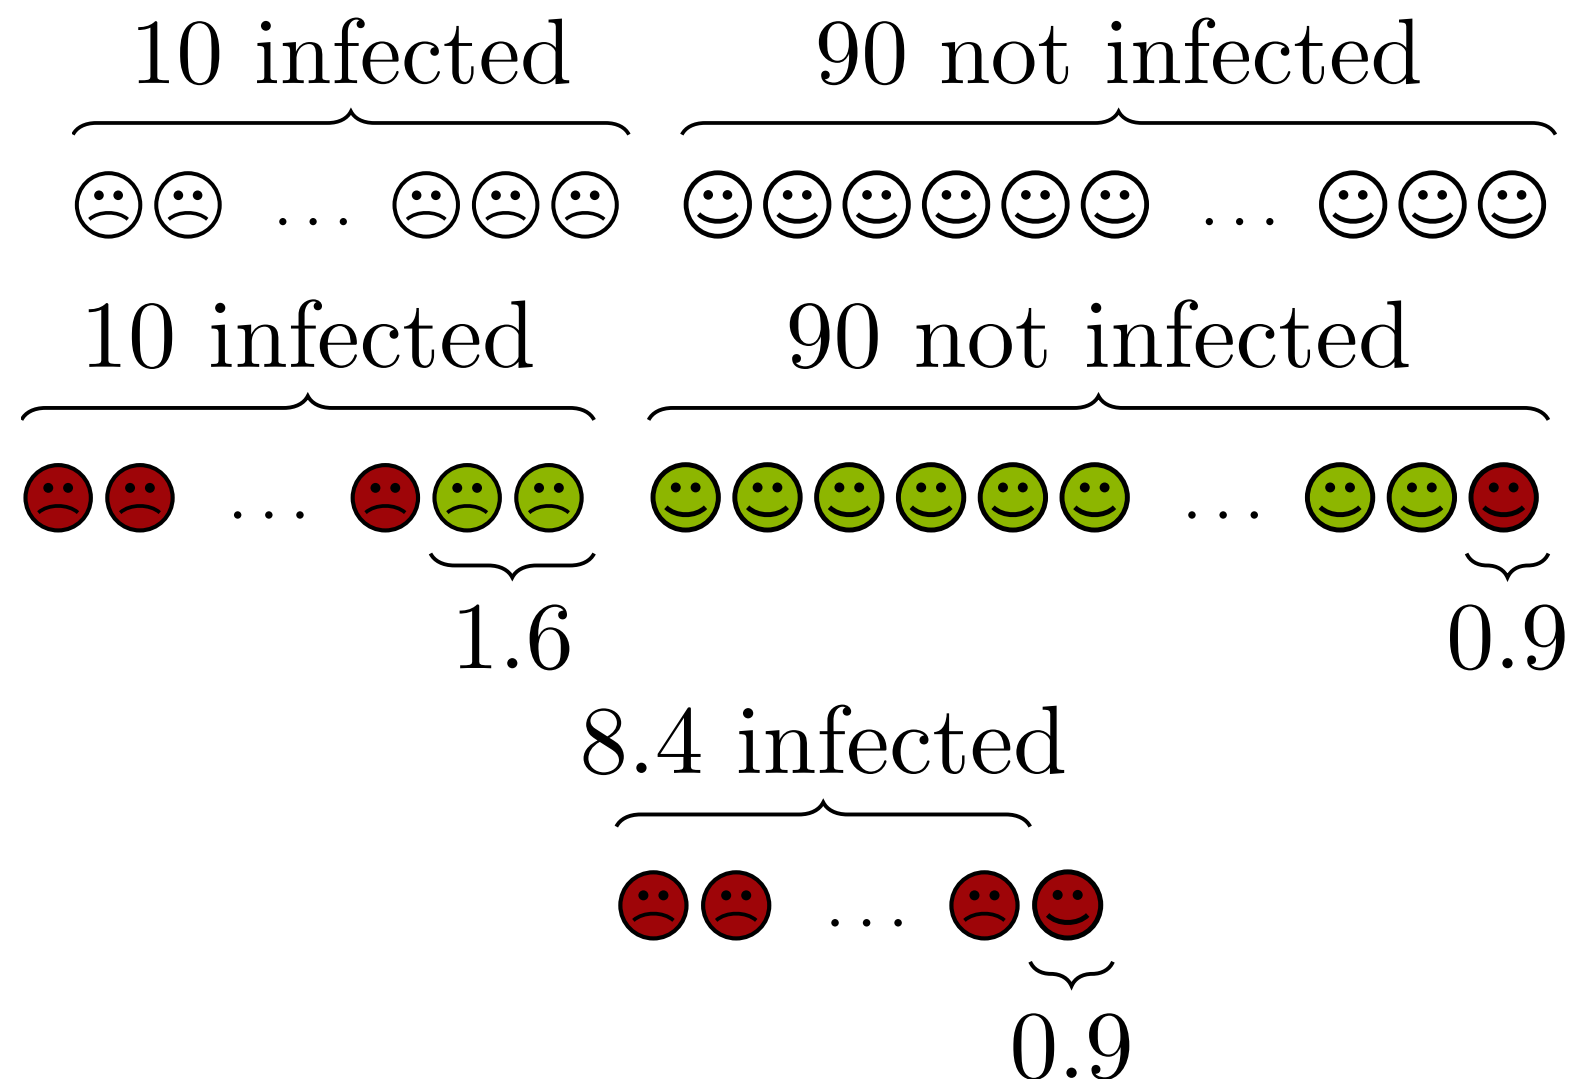 10 infected 90 not infected
... ...
10 infected 90 not infected
... ...
1.6 0.9
8.4 infected
...
0.9